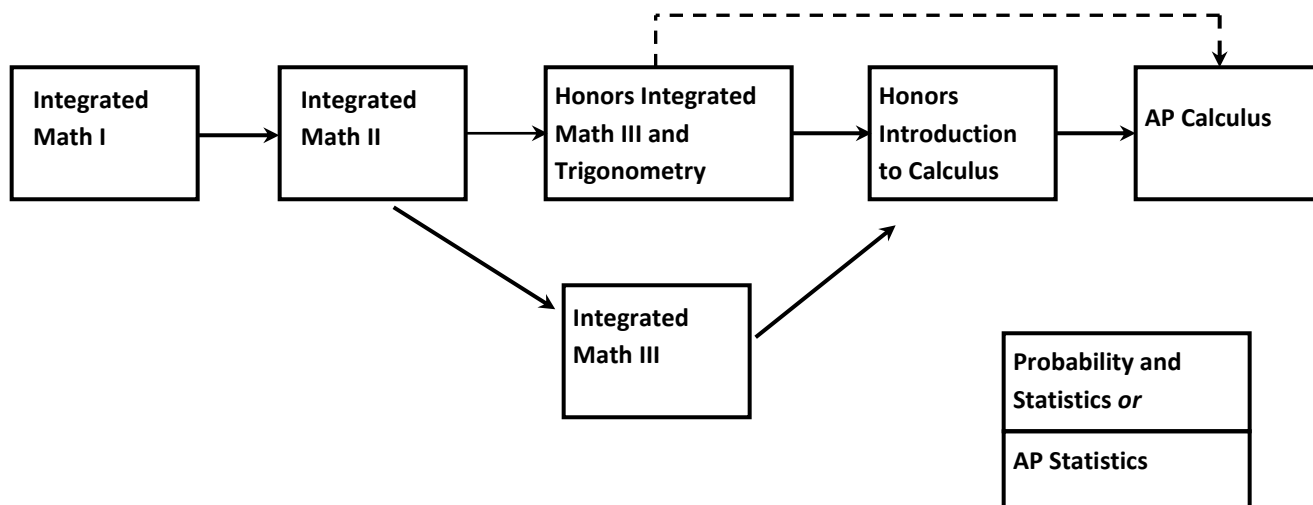 Integrated
Math I
Integrated
Math II
Honors Integrated
Math III and
Trigonometry
Honors
Introduction
to Calculus
AP Calculus
Integrated
Math III
Probability and
Statistics or
AP Statistics